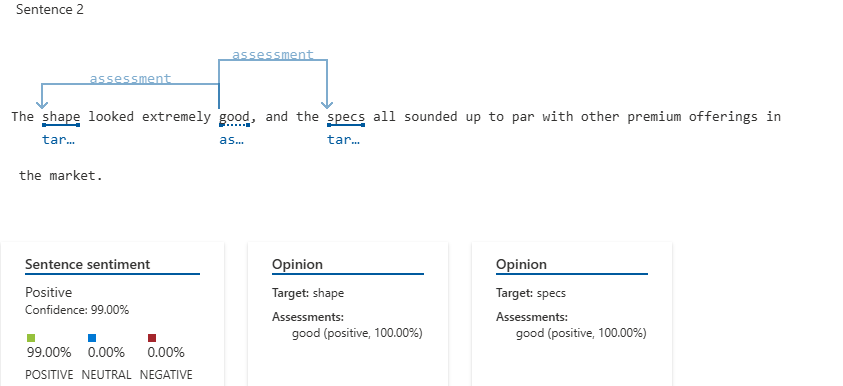 Sentence 2
assessment
assessment
The shape looked extremely good, and the specs all sounded up to par with other premium offerings in
tar… as… tar…
the market.
Sentence sentiment
Positive
Confidence: 99.00%
99.00% 0.00% 0.00%
POSITIVE NEUTRAL NEGATIVE
Opinion
Target: shape
Assessments:
good (positive, 100.00%)
Opinion
Target: specs
Assessments:
good (positive, 100.00%)